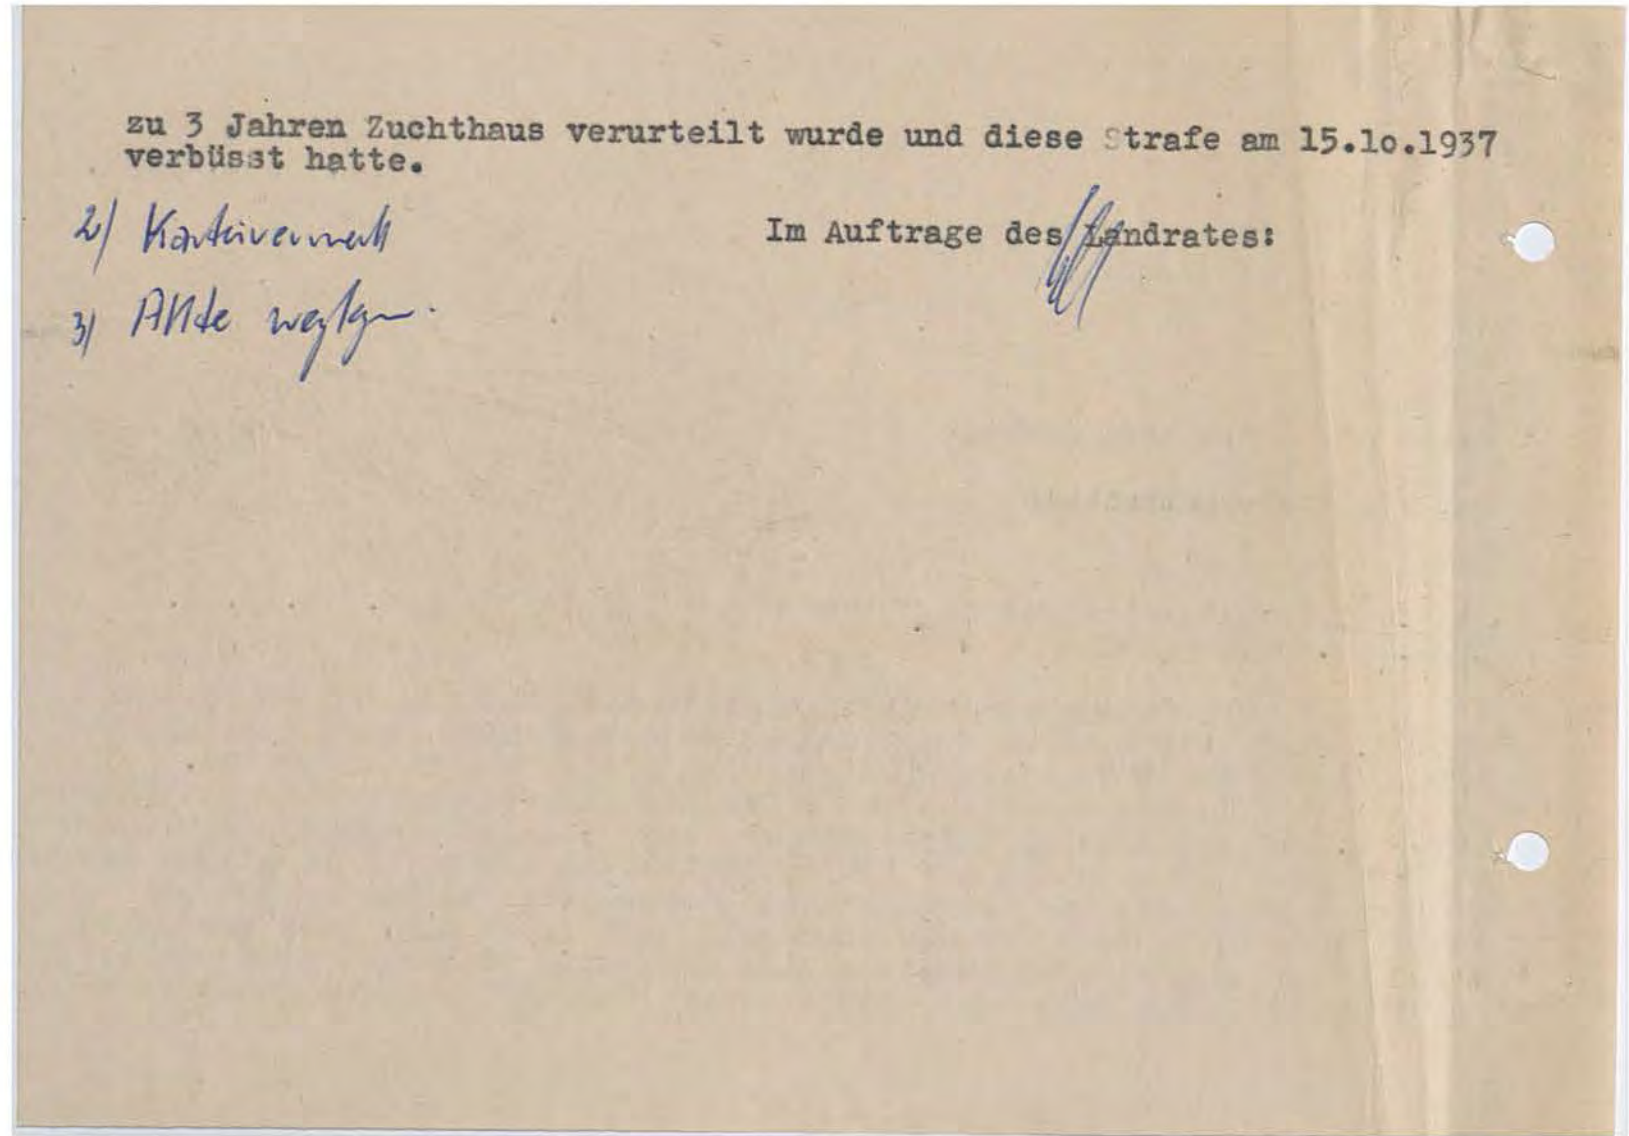 zu 3 Jahren Zuchthaus verurteilt wurde und diese Strafe am 15.10.1937
verbüsst hatte.
2/ Karteivermerk
Im Auftrage des Landrates:
3) Akte weglegen.